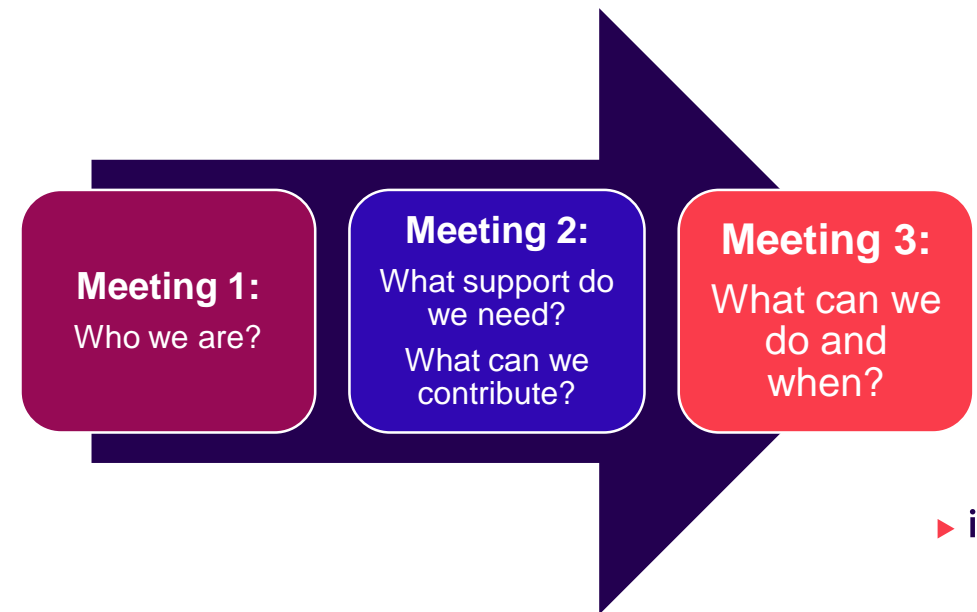 Meeting 1:
Who we are?
Meeting 2:
What support do
we need?
What can we
contribute?
Meeting 3:
What can we
do and
when?
i